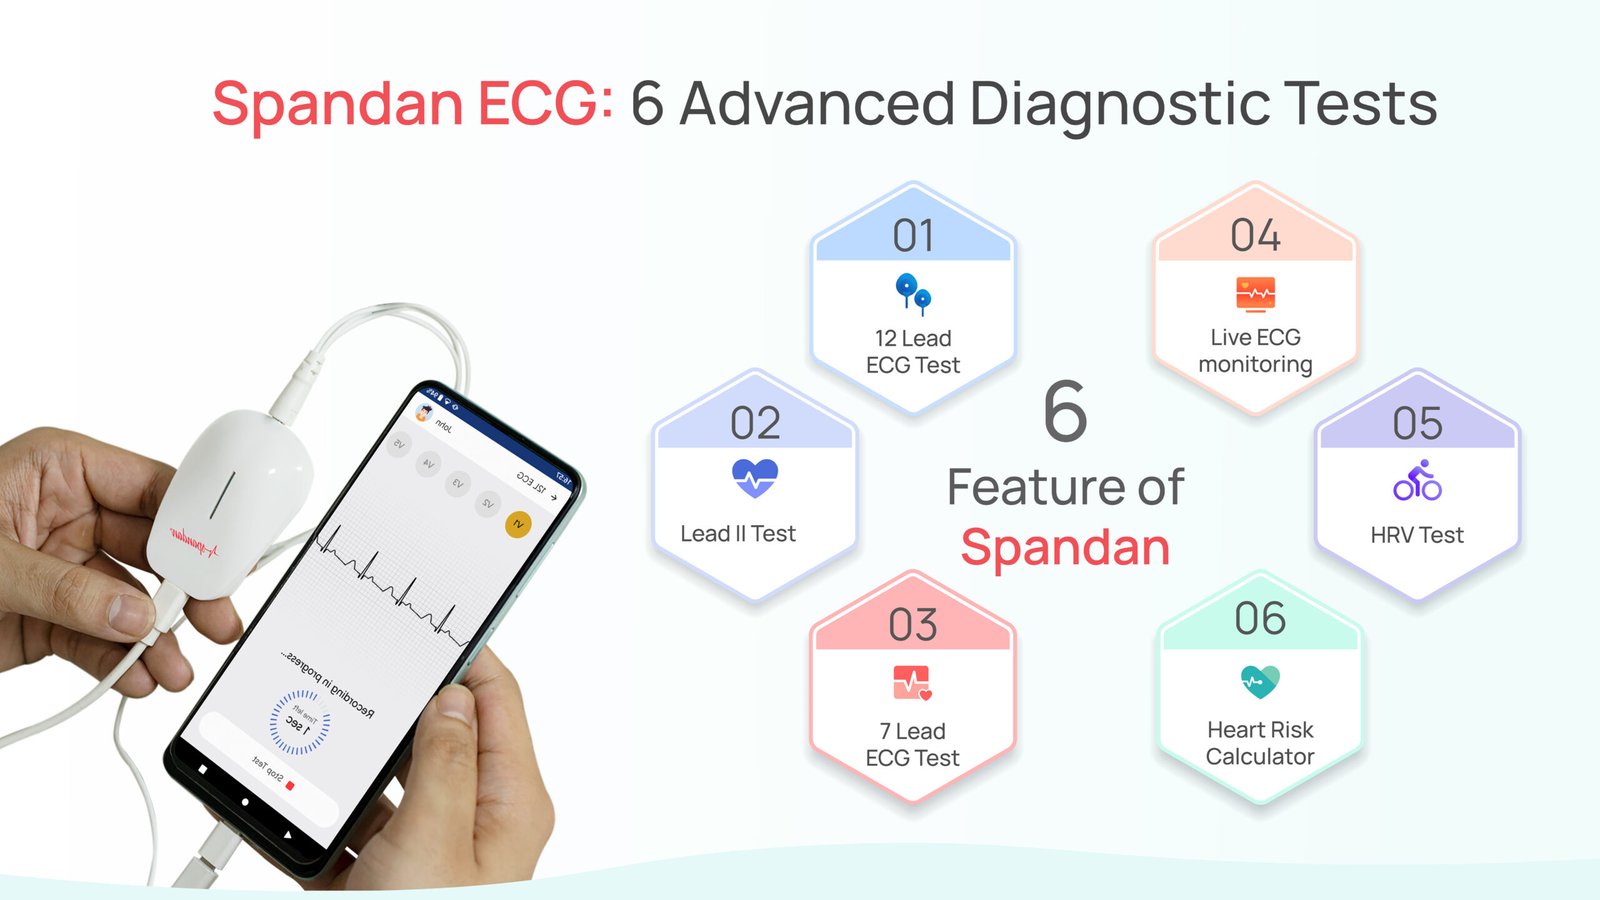 Spandan ECG: 6 Advanced Diagnostic Tests
01
12 Lead
ECG Test
02
Lead II Test
03
7 Lead
ECG Test
04
Live ECG
monitoring
05
HRV Test
06
Heart Risk
Calculator
6
Feature of
Spandan
spandan
16:57
12L ECG
John
V1
V2
V3
V4
V5
Recording in progress...
Time left
1 sec
Stop Test